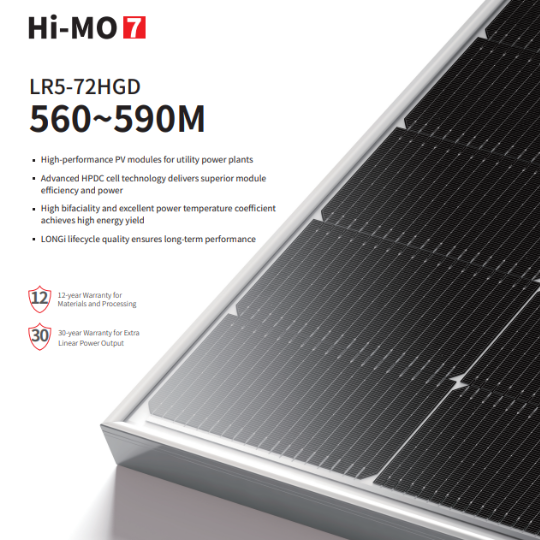 Hi-MO 7
LR5-72HGD
560~590M
▪ High-performance PV modules for utility power plants
▪ Advanced HPDC cell technology delivers superior module
efficiency and power
▪ High bifaciality and excellent power temperature coefficient
achieves high energy yield
▪ LONGi lifecycle quality ensures long-term performance
12
12-year Warranty for
Materials and Processing
30
30-year Warranty for Extra
Linear Power Output